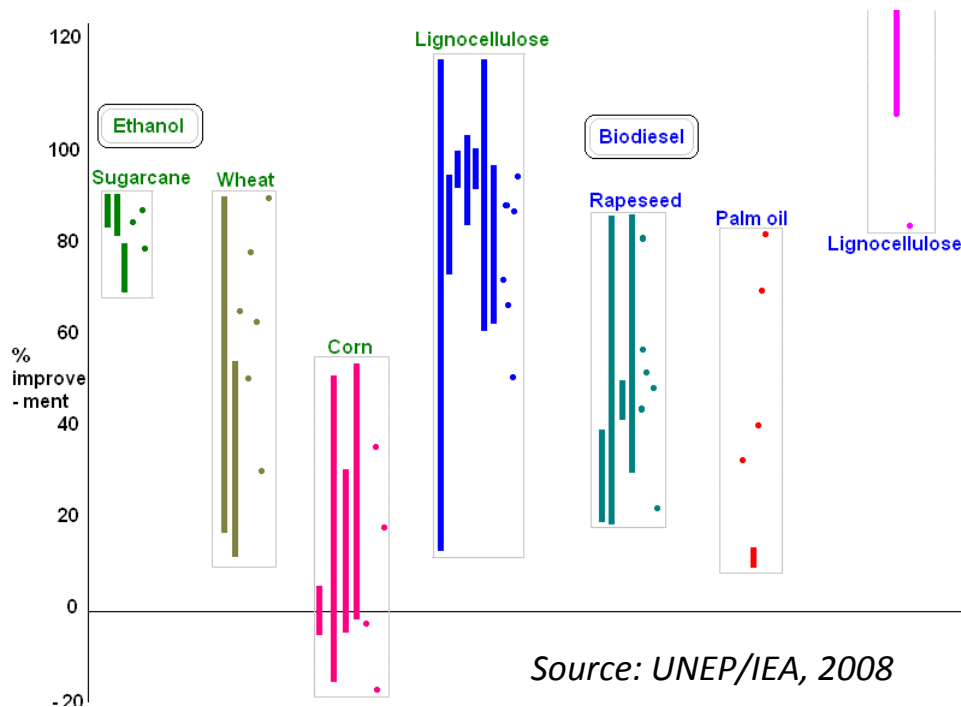 120
Lignocellulose
Ethanol
Biodiesel
100
Sugarcane
Wheat
Rapeseed
Palm oil
Lignocellulose
80
60
Corn
%
improve
- ment
40
20
0
Source: UNEP/IEA, 2008
-20